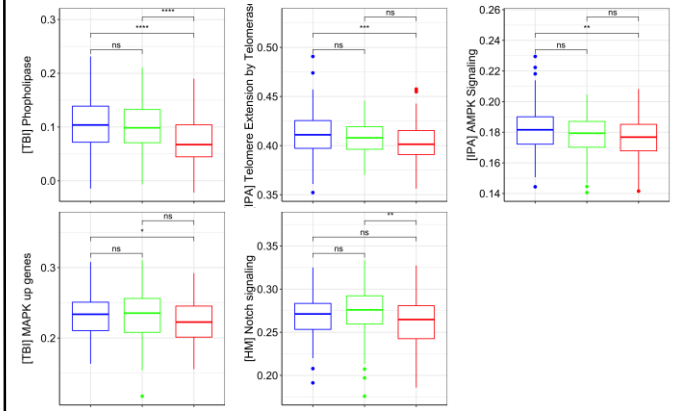 [TBI] Phopholipase
0.3
0.2
0.1
0.0
****
****
ns
[IPA] Telomere Extension by Telomerase
0.50
0.45
0.40
0.35
ns
***
ns
[IPA] AMPK Signaling
0.26
0.24
0.22
0.20
0.18
0.16
0.14
ns
**
ns
[TBI] MAPK up genes
0.3
0.2
ns
*
ns
[HM] Notch signaling
0.35
0.30
0.25
0.20
**
ns
ns